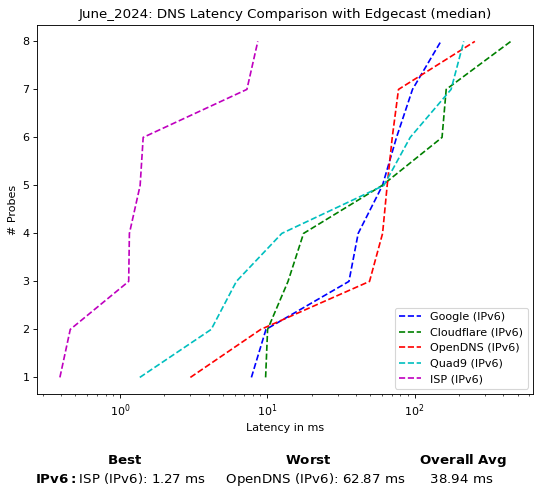 June_2024: DNS Latency Comparison with Edgecast (median)
8
7
6
5
4
3
2
1
# Probes
10⁰ 10¹ 10²
Latency in ms
Google (IPv6)
Cloudflare (IPv6)
OpenDNS (IPv6)
Quad9 (IPv6)
ISP (IPv6)
Best Worst Overall Avg
IPv6: ISP (IPv6): 1.27 ms OpenDNS (IPv6): 62.87 ms 38.94 ms